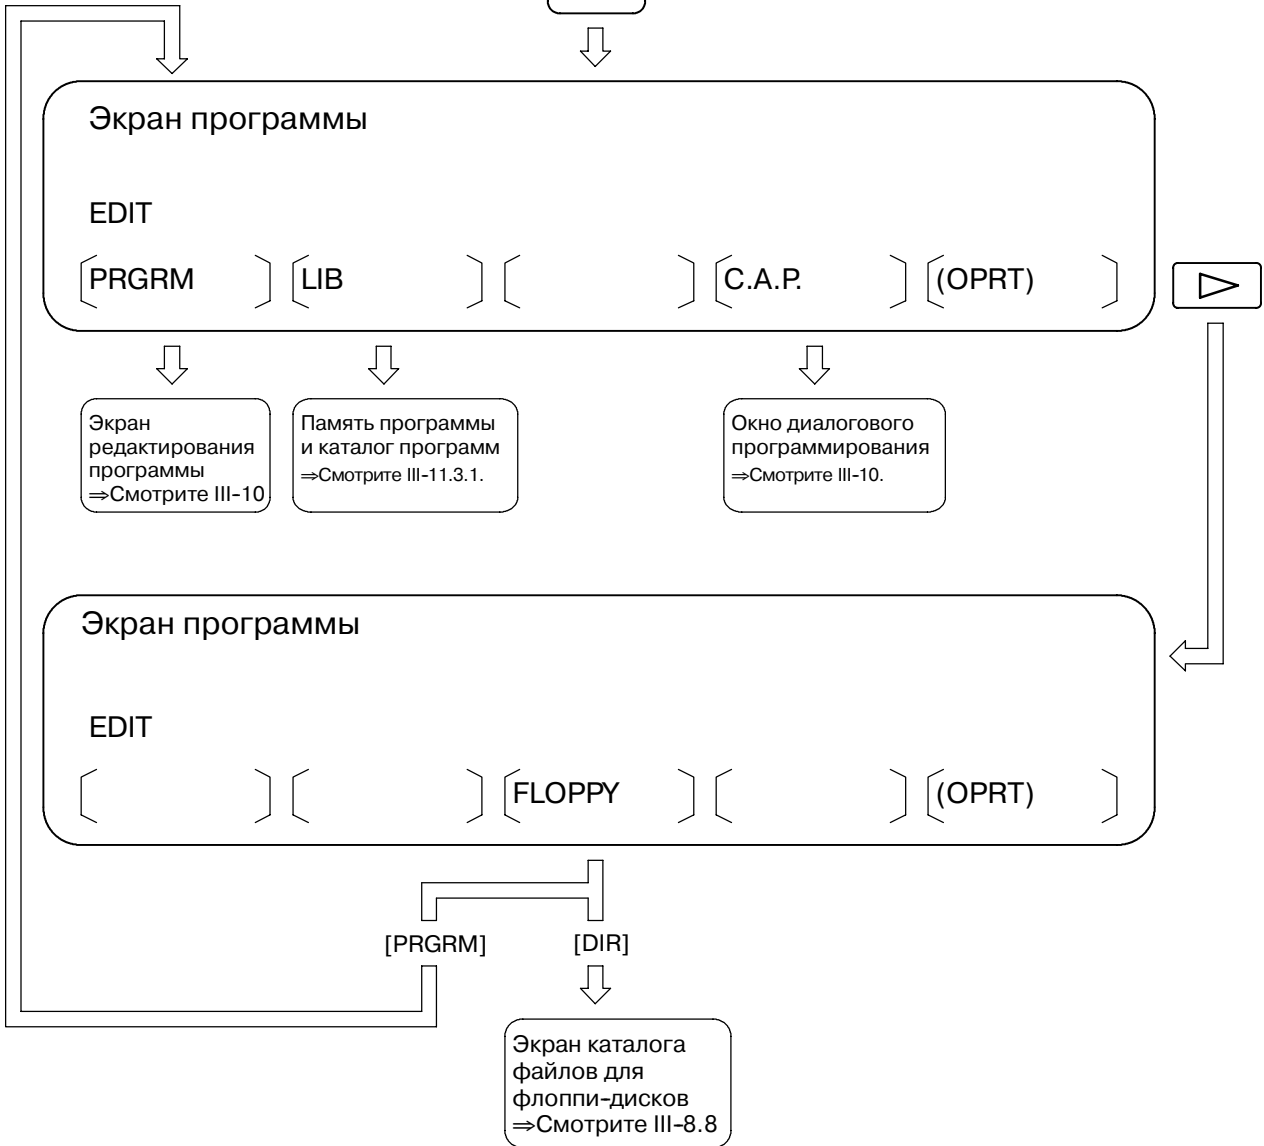 Экран программы
EDIT
PRGRM LIB C.A.P. (OPRT)
Экран
редактирования
программы
⇒Смотрите III-10
Память программы
и каталог программ
⇒Смотрите III-11.3.1.
Окно диалогового
программирования
⇒Смотрите III-10.
Экран программы
EDIT
FLOPPY (OPRT)
[PRGRM] [DIR]
Экран каталога
файлов для
флоппи-дисков
⇒Смотрите III-8.8